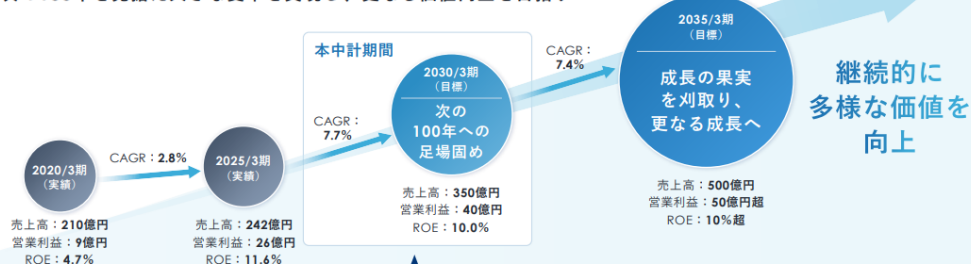 本中計期間
2020/3期
（実績）
売上高：210億円
営業利益：9億円
ROE：4.7%
CAGR：2.8%
2025/3期
（実績）
売上高：242億円
営業利益：26億円
ROE：11.6%
CAGR：
7.7%
2030/3期
（目標）
次の
100年への
足場固め
売上高：350億円
営業利益：40億円
ROE：10.0%
CAGR：
7.4%
2035/3期
（目標）
成長の果実
を刈取り、
更なる成長へ
売上高：500億円
営業利益：50億円超
ROE：10%超
継続的に
多様な価値を
向上